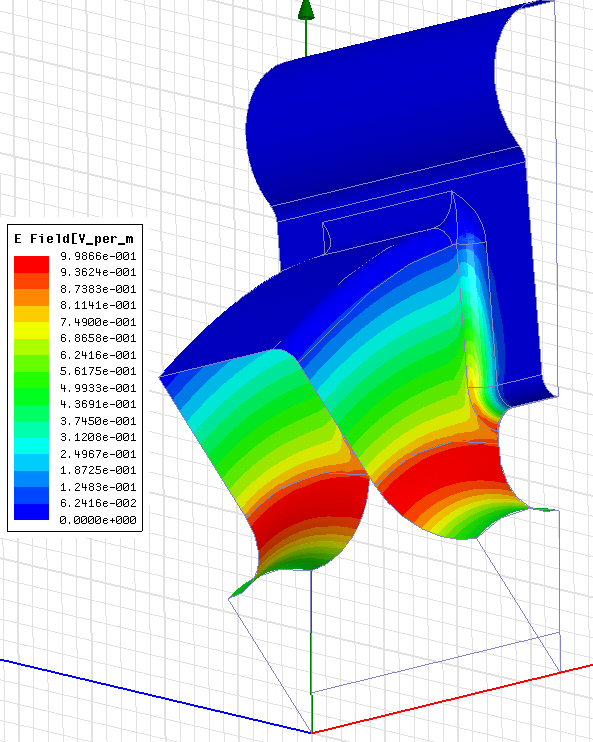 E Field[V_per_m
9.9866e-001
9.3624e-001
8.7383e-001
8.1141e-001
7.4900e-001
6.8658e-001
6.2416e-001
5.6175e-001
4.9933e-001
4.3691e-001
3.7450e-001
3.1208e-001
2.4967e-001
1.8725e-001
1.2483e-001
6.2416e-002
0.0000e+000